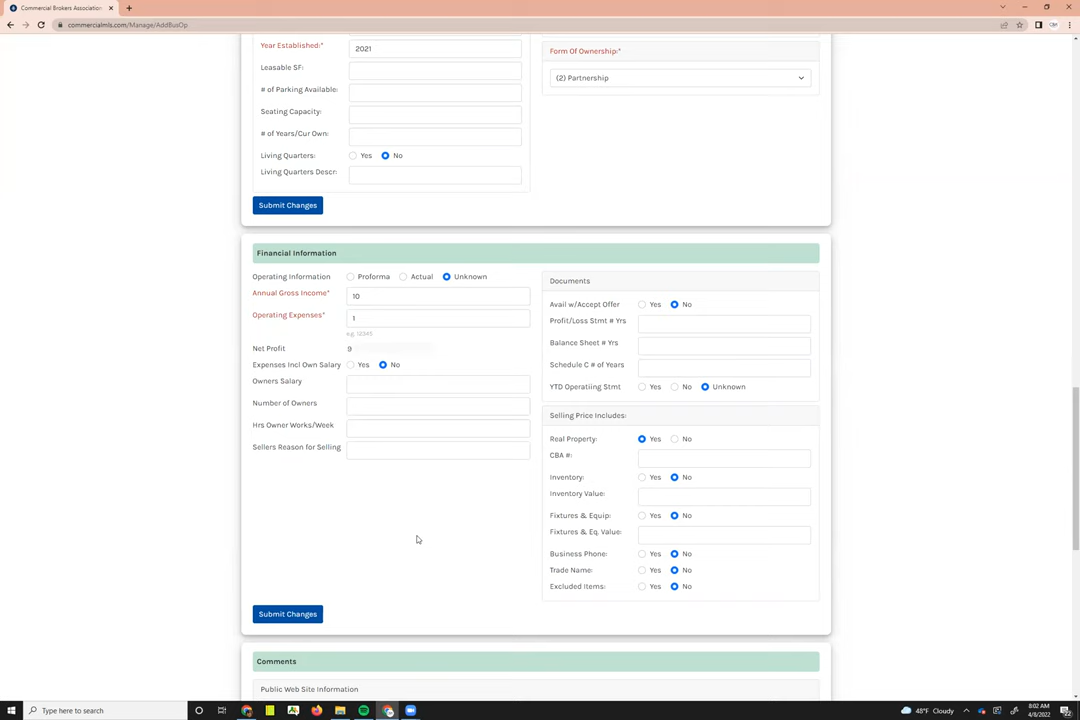 Commercial Brokers Association
commercialmls.com/Manage/AddBusOp
Year Established:* 2021
Form Of Ownership:*
Leasable SF:
(2) Partnership
# of Parking Available:
Seating Capacity:
# of Years/Cur Own:
Living Quarters: Yes No
Living Quarters Descr:
Submit Changes
Financial Information
Operating Information Proforma Actual Unknown
Annual Gross Income* 10
Operating Expenses* 1
e.g. 12345
Net Profit 9
Expenses Incl Own Salary Yes No
Owners Salary
Number of Owners
Hrs Owner Works/Week
Sellers Reason for Selling
Documents
Avail w/Accept Offer Yes No
Profit/Loss Stmt # Yrs
Balance Sheet # Yrs
Schedule C # of Years
YTD Operatiing Stmt Yes No Unknown
Selling Price Includes:
Real Property: Yes No
CBA #:
Inventory: Yes No
Inventory Value:
Fixtures & Equip: Yes No
Fixtures & Eq. Value:
Business Phone: Yes No
Trade Name: Yes No
Excluded Items: Yes No
Submit Changes
Comments
Public Web Site Information
Type here to search
48°F Cloudy
8:02 AM
4/8/2022